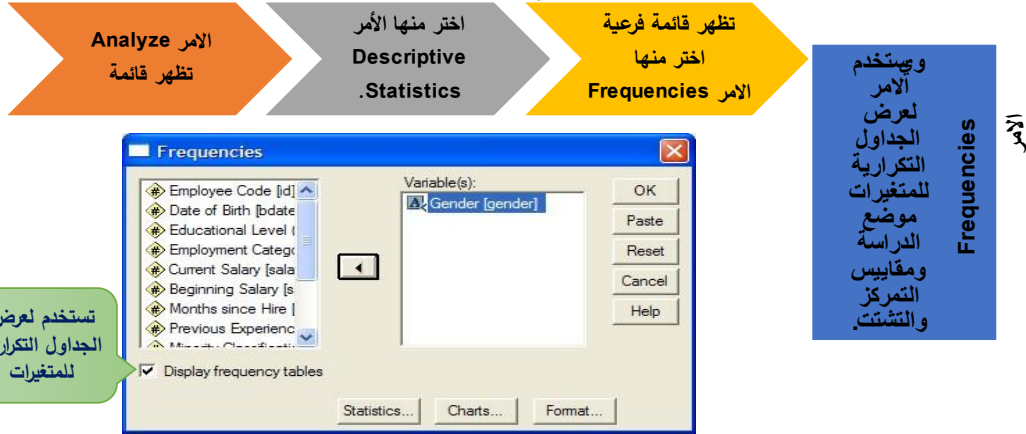 الامر Analyze
تظهر قائمة
اختر منها الأمر
Descriptive
Statistics.
تظهر قائمة فرعية
اختر منها
الامر Frequencies
الامر
Frequencies
ويستخدم
الامر
لعرض
الجداول
التكرارية
للمتغيرات
موضع
الدراسة
ومقاييس
التمركز
والتشتت.
Frequencies
Employee Code [id]
Date of Birth [bdate
Educational Level (
Employment Catego
Current Salary [sala
Beginning Salary [s
Months since Hire [
Previous Experienc
Variable(s):
Gender [gender]
OK
Paste
Reset
Cancel
Help
Display frequency tables
Statistics...
Charts...
Format...
تستخدم لعرض
الجداول التكرار
للمتغيرات